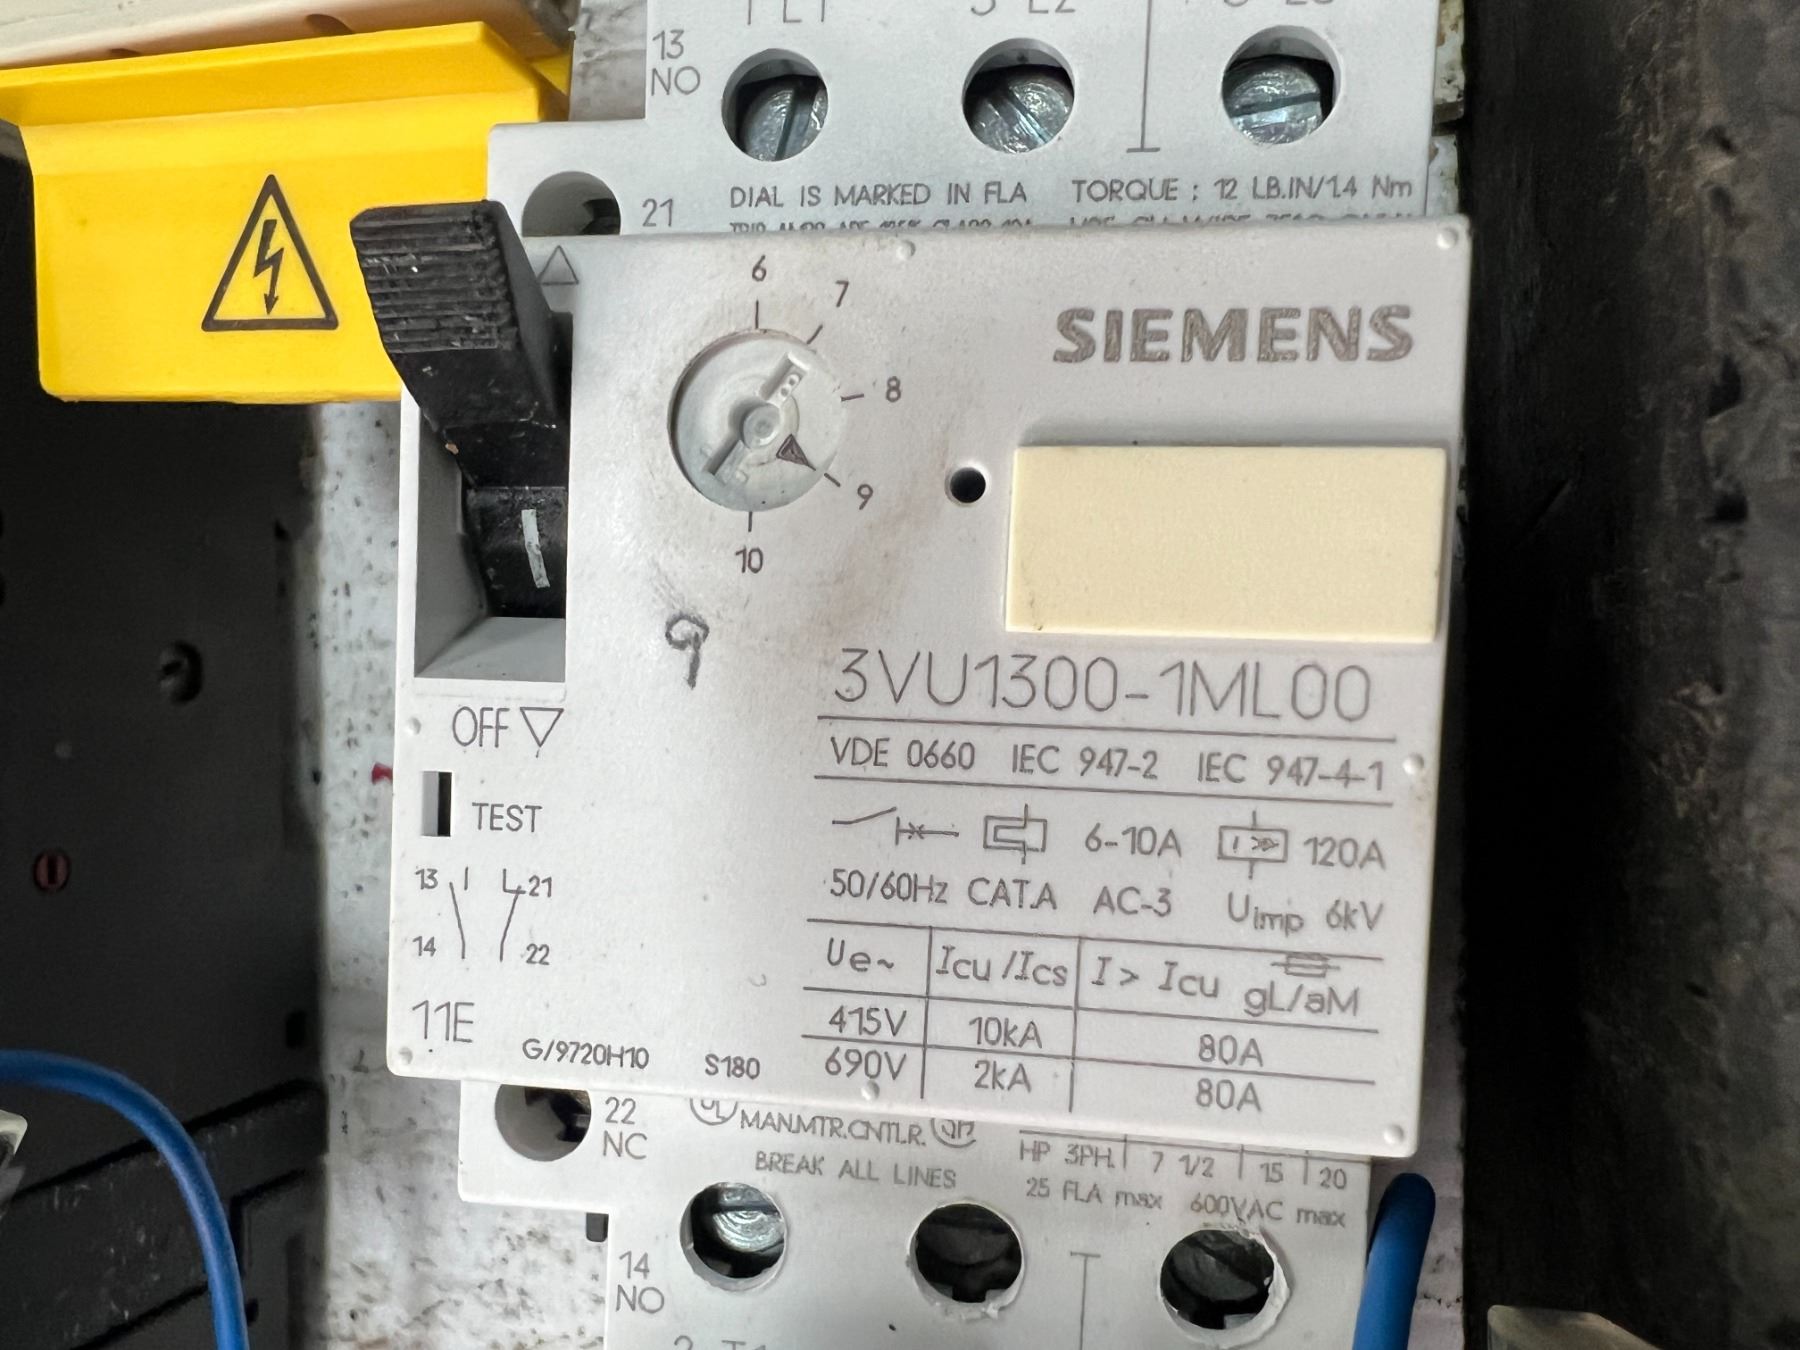 13
NO
DIAL IS MARKED IN FLA
TORQUE : 12 LB.IN/1.4 Nm
21
6
7
8
9
10
SIEMENS
9
3VU1300-1ML00
OFF
VDE 0660 IEC 947-2 IEC 947-4-1
TEST
6-10A 120A
50/60Hz CAT.A AC-3 Uimp 6kV
13 21
14 22
Ue~ Icu/Ics I> Icu gL/aM
415V 10kA 80A
690V 2kA 80A
11E
G/9720H10 S180
22
NC
UL MAN.MTR.CNTLR.
BREAK ALL LINES
HP 3PH. 7 1/2 15 20
25 FLA max 600VAC max
14
NO